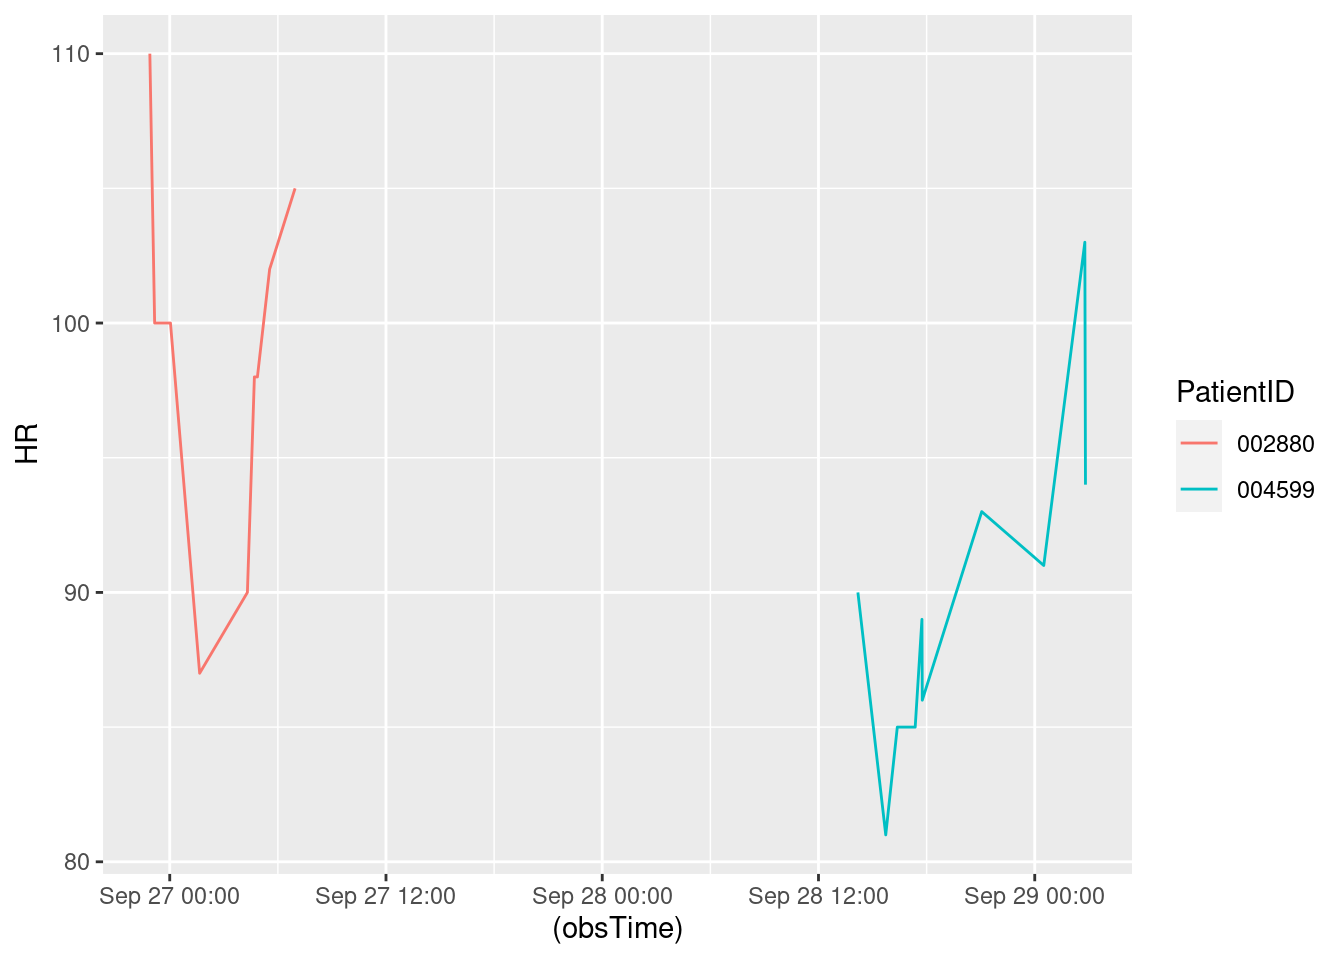 110
100
90
80
HR
Sep 27 00:00
Sep 27 12:00
Sep 28 00:00
Sep 28 12:00
Sep 29 00:00
(obsTime)
PatientID
002880
004599